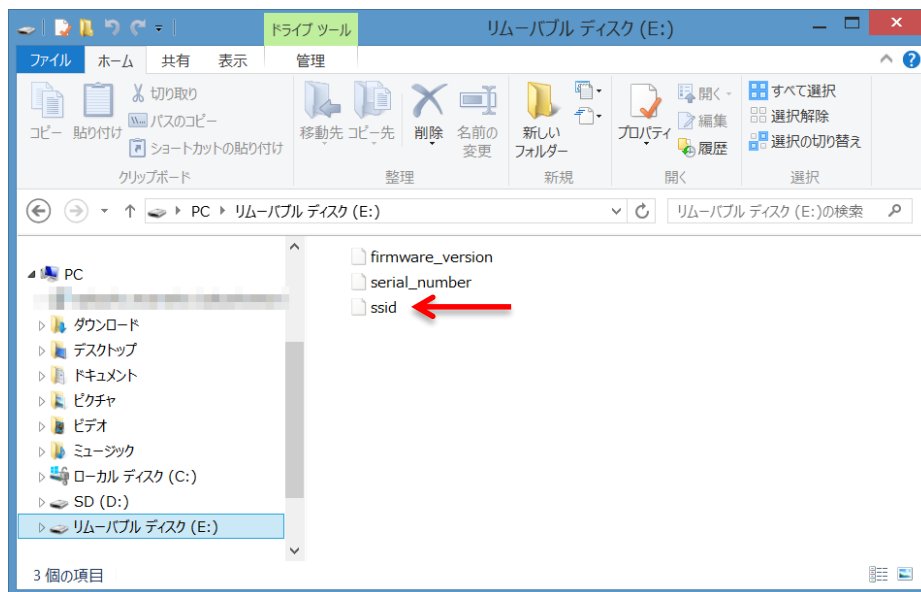 ドライブ ツール
リムーバブル ディスク (E:)
ファイル ホーム 共有 表示 管理
コピー
貼り付け
切り取り
パスのコピー
ショートカットの貼り付け
クリップボード
移動先
コピー先
削除
名前の
変更
整理
新しい
フォルダー
新規
プロパティ
開く
編集
履歴
開く
すべて選択
選択解除
選択の切り替え
選択
PC リムーバブル ディスク (E:)
リムーバブル ディスク (E:)の検索
PC
ダウンロード
デスクトップ
ドキュメント
ピクチャ
ビデオ
ミュージック
ローカル ディスク (C:)
SD (D:)
リムーバブル ディスク (E:)
firmware_version
serial_number
ssid
3 個の項目